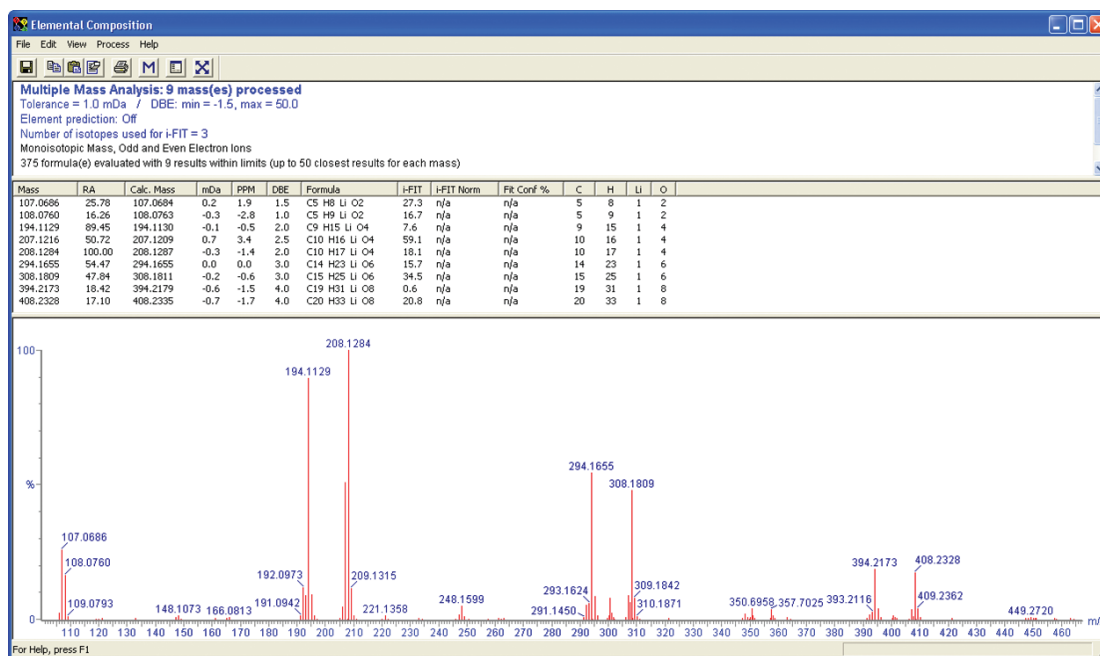 Elemental Composition
File Edit View Process Help
M
Multiple Mass Analysis: 9 mass(es) processed
Tolerance = 1.0 mDa / DBE: min = -1.5, max = 50.0
Element prediction: Off
Number of isotopes used for i-FIT = 3
Monoisotopic Mass, Odd and Even Electron Ions
375 formula(e) evaluated with 9 results within limits (up to 50 closest results for each mass)
Mass RA Calc. Mass mDa PPM DBE Formula i-FIT i-FIT Norm Fit Conf % C H Li O
107.0686 25.78 107.0684 0.2 1.9 1.5 C5 H8 Li O2 27.3 n/a n/a 5 8 1 2
108.0760 16.26 108.0763 -0.3 -2.8 1.0 C5 H9 Li O2 16.7 n/a n/a 5 9 1 2
194.1129 89.45 194.1130 -0.1 -0.5 2.0 C9 H15 Li O4 7.6 n/a n/a 9 15 1 4
207.1216 50.72 207.1209 0.7 3.4 2.5 C10 H16 Li O4 59.1 n/a n/a 10 16 1 4
208.1284 100.00 208.1287 -0.3 -1.4 2.0 C10 H17 Li O4 18.1 n/a n/a 10 17 1 4
294.1655 54.47 294.1655 0.0 0.0 3.0 C14 H23 Li O6 15.7 n/a n/a 14 23 1 6
308.1809 47.84 308.1811 -0.2 -0.6 3.0 C15 H25 Li O6 34.5 n/a n/a 15 25 1 6
394.2173 18.42 394.2179 -0.6 -1.5 4.0 C19 H31 Li O8 0.6 n/a n/a 19 31 1 8
408.2328 17.10 408.2335 -0.7 -1.7 4.0 C20 H33 Li O8 20.8 n/a n/a 20 33 1 8
100
%
0
208.1284
194.1129
294.1655
308.1809
107.0686
108.0760
109.0793
148.1073
166.0813
192.0973
191.0942
209.1315
221.1358
248.1599
293.1624
291.1450
309.1842
310.1871
350.6958
357.7025
394.2173
393.2116
408.2328
409.2362
449.2720
110 120 130 140 150 160 170 180 190 200 210 220 230 240 250 260 270 280 290 300 310 320 330 340 350 360 370 380 390 400 410 420 430 440 450 460
For Help, press F1